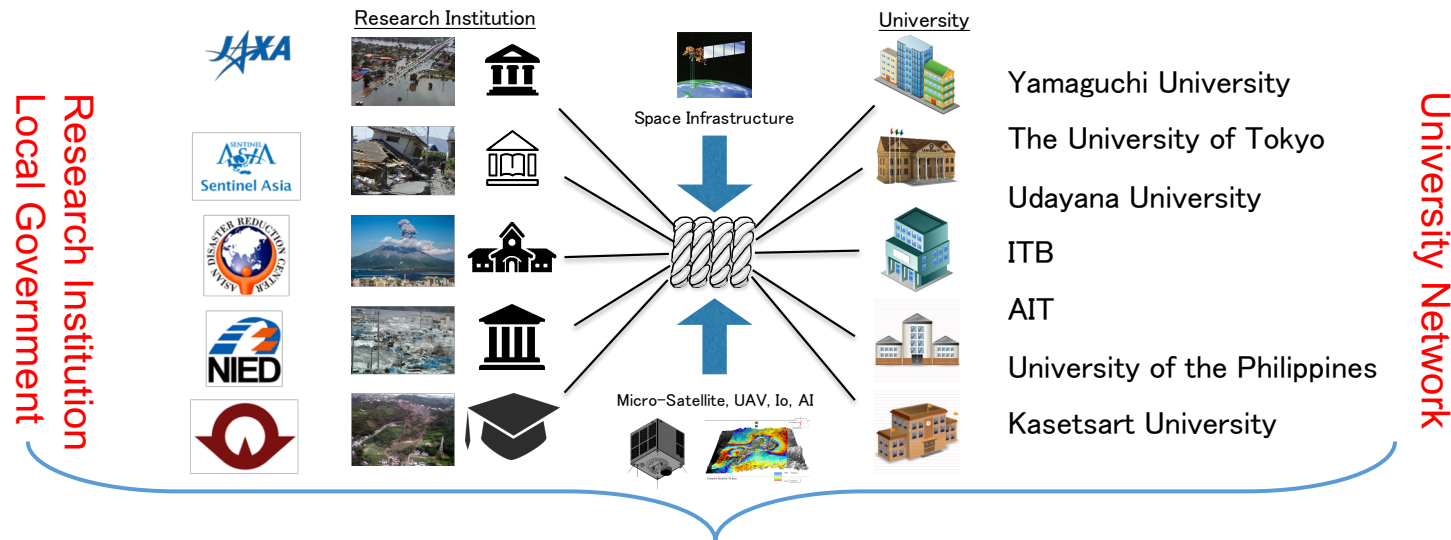 Research Institution
University
JAXA
Space Infrastructure
Yamaguchi University
The University of Tokyo
SENTINEL
ASIA
Sentinel Asia
Udayana University
ASIAN DISASTER REDUCTION CENTER
ITB
AIT
NIED
University of the Philippines
Micro-Satellite, UAV, Io, AI
Kasetsart University
Research Institution
Local Government
University Network